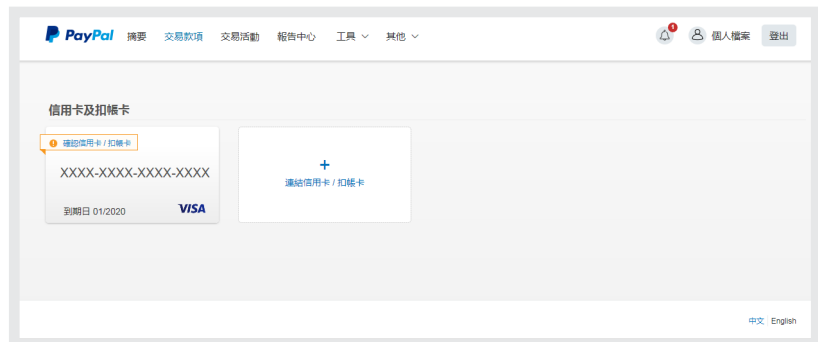 PayPal 摘要 交易款項 交易活動 報告中心 工具 其他 1 個人檔案 登出
信用卡及扣帳卡
確認信用卡 / 扣帳卡
XXXX-XXXX-XXXX-XXXX
到期日 01/2020 VISA
+
連結信用卡 / 扣帳卡
中文 English